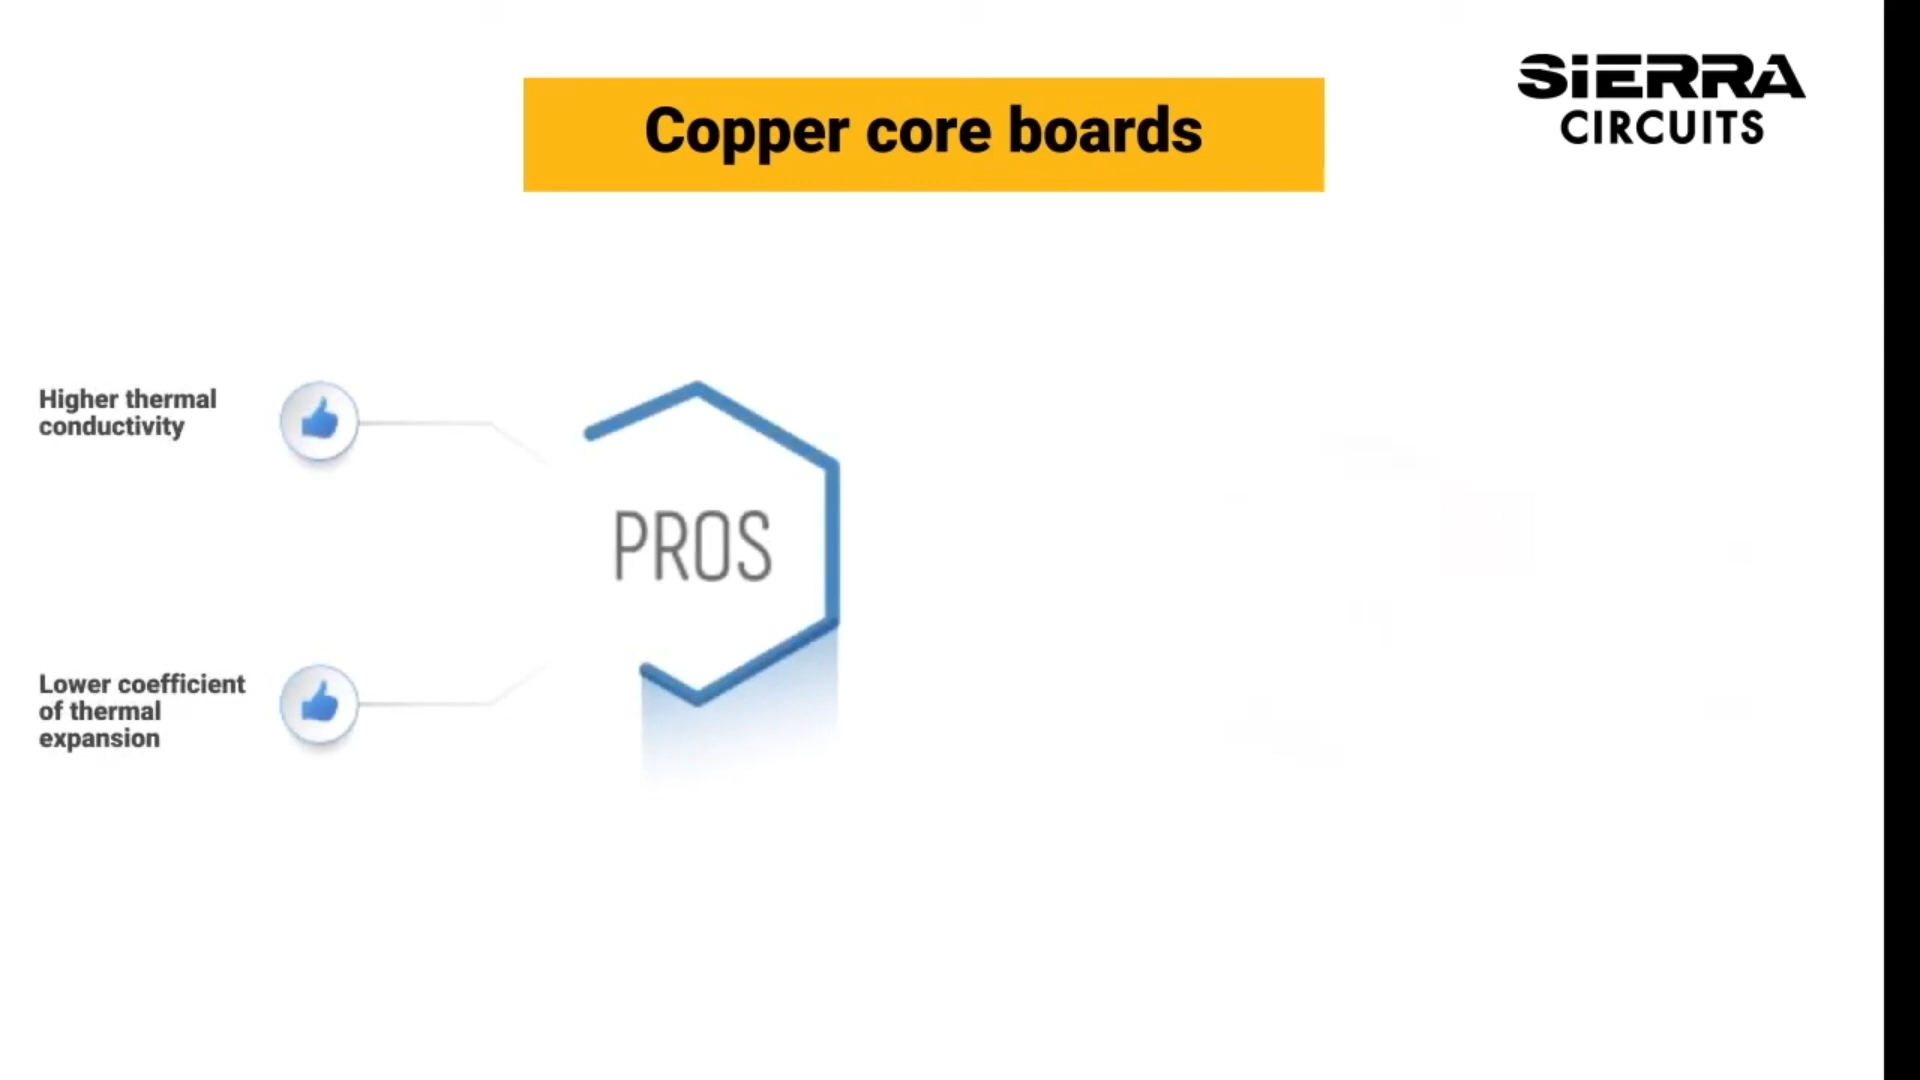 SIERRA
CIRCUITS
Copper core boards
Higher thermal
conductivity
PROS
Lower coefficient
of thermal
expansion